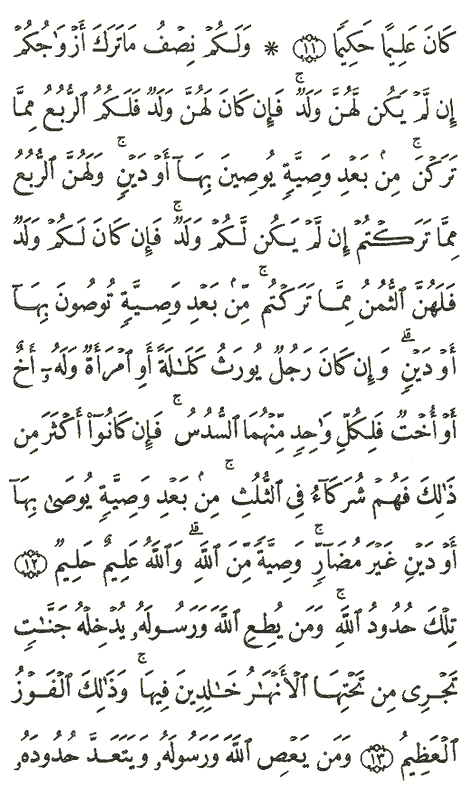 كَانَ عَلِيمًا حَكِيمًا ﴿١١﴾ * وَلَكُمۡ نِصۡفُ مَا تَرَكَ أَزۡوَٰجُكُمۡ
إِن لَّمۡ يَكُن لَّهُنَّ وَلَدٞۚ فَإِن كَانَ لَهُنَّ وَلَدٞ فَلَكُمُ ٱلرُّبُعُ مِمَّا
تَرَكۡنَۚ مِنۢ بَعۡدِ وَصِيَّةٖ يُوصِينَ بِهَآ أَوۡ دَيۡنٖۚ وَلَهُنَّ ٱلرُّبُعُ
مِمَّا تَرَكۡتُمۡ إِن لَّمۡ يَكُن لَّكُمۡ وَلَدٞۚ فَإِن كَانَ لَكُمۡ وَلَدٞ
فَلَهُنَّ ٱلثُّمُنُ مِمَّا تَرَكۡتُمۚ مِّنۢ بَعۡدِ وَصِيَّةٖ تُوصُونَ بِهَآ
أَوۡ دَيۡنٖۗ وَإِن كَانَ رَجُلٞ يُورَثُ كَلَٰلَةً أَوِ ٱمۡرَأَةٞ وَلَهُۥٓ أَخٌ
أَوۡ أُخۡتٞ فَلِكُلِّ وَٰحِدٖ مِّنۡهُمَا ٱلسُّدُسُۚ فَإِن كَانُوٓاْ أَكۡثَرَ مِن
ذَٰلِكَ فَهُمۡ شُرَكَآءُ فِي ٱلثُّلُثِۚ مِنۢ بَعۡدِ وَصِيَّةٖ يُوصَىٰ بِهَآ
أَوۡ دَيۡنٍ غَيۡرَ مُضَآرّٖۚ وَصِيَّةٗ مِّنَ ٱللَّهِۗ وَٱللَّهُ عَلِيمٌ حَلِيمٞ ﴿١٢﴾
تِلۡكَ حُدُودُ ٱللَّهِۚ وَمَن يُطِعِ ٱللَّهَ وَرَسُولَهُۥ يُدۡخِلۡهُ جَنَّٰتٖ
تَجۡرِي مِن تَحۡتِهَا ٱلۡأَنۡهَٰرُ خَٰلِدِينَ فِيهَاۚ وَذَٰلِكَ ٱلۡفَوۡزُ
ٱلۡعَظِيمُ ﴿١٣﴾ وَمَن يَعۡصِ ٱللَّهَ وَرَسُولَهُۥ وَيَتَعَدَّ حُدُودَهُۥ